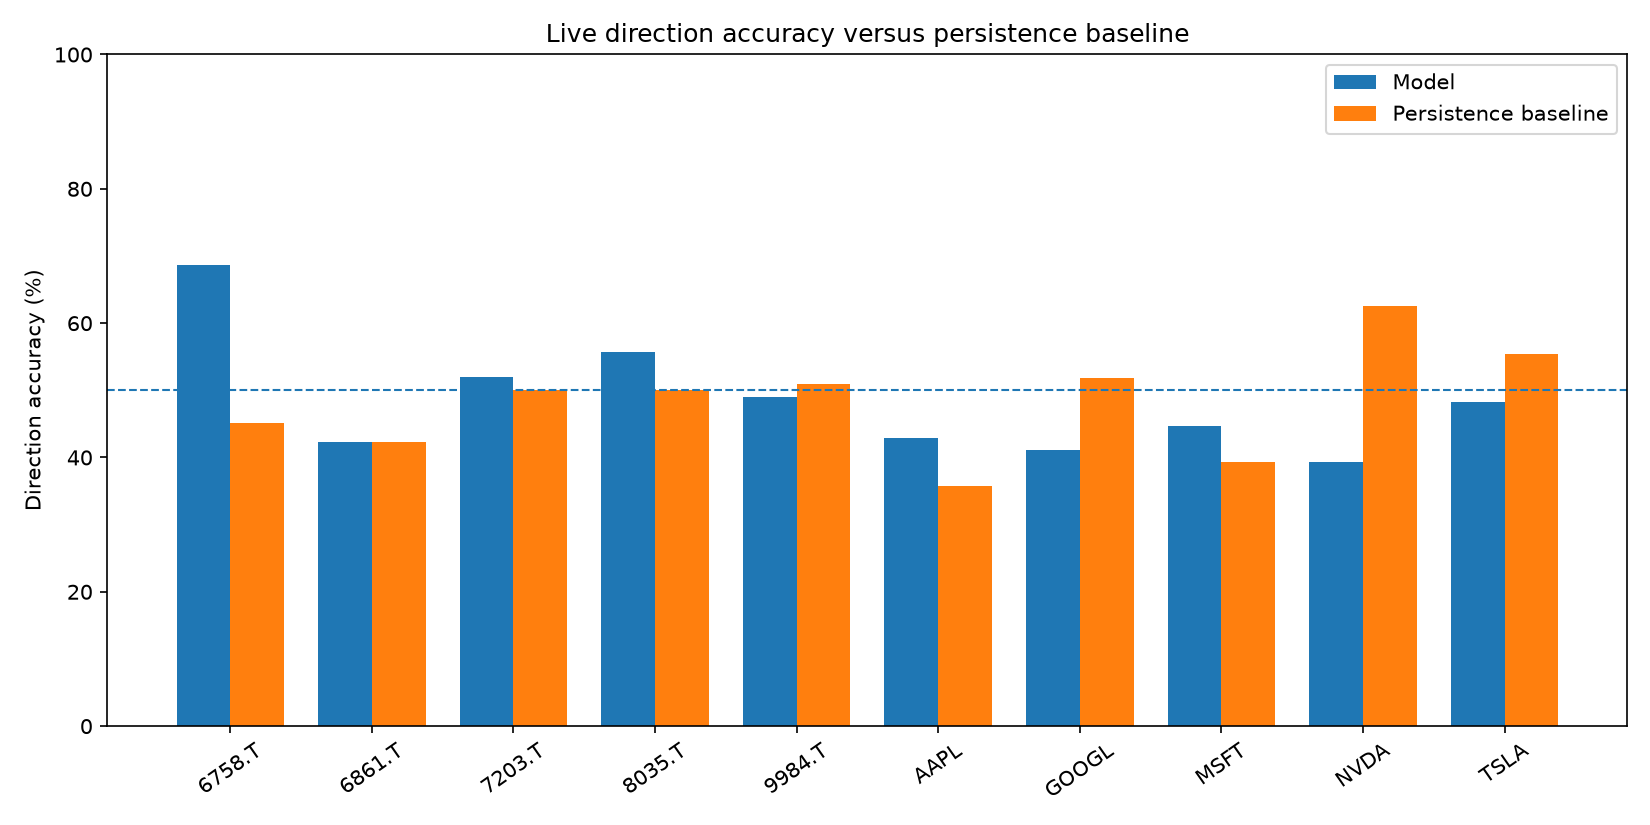 Live direction accuracy versus persistence baseline
Model
Persistence baseline
Direction accuracy (%)
100
80
60
40
20
0
6758.T
6861.T
7203.T
8035.T
9984.T
AAPL
GOOGL
MSFT
NVDA
TSLA